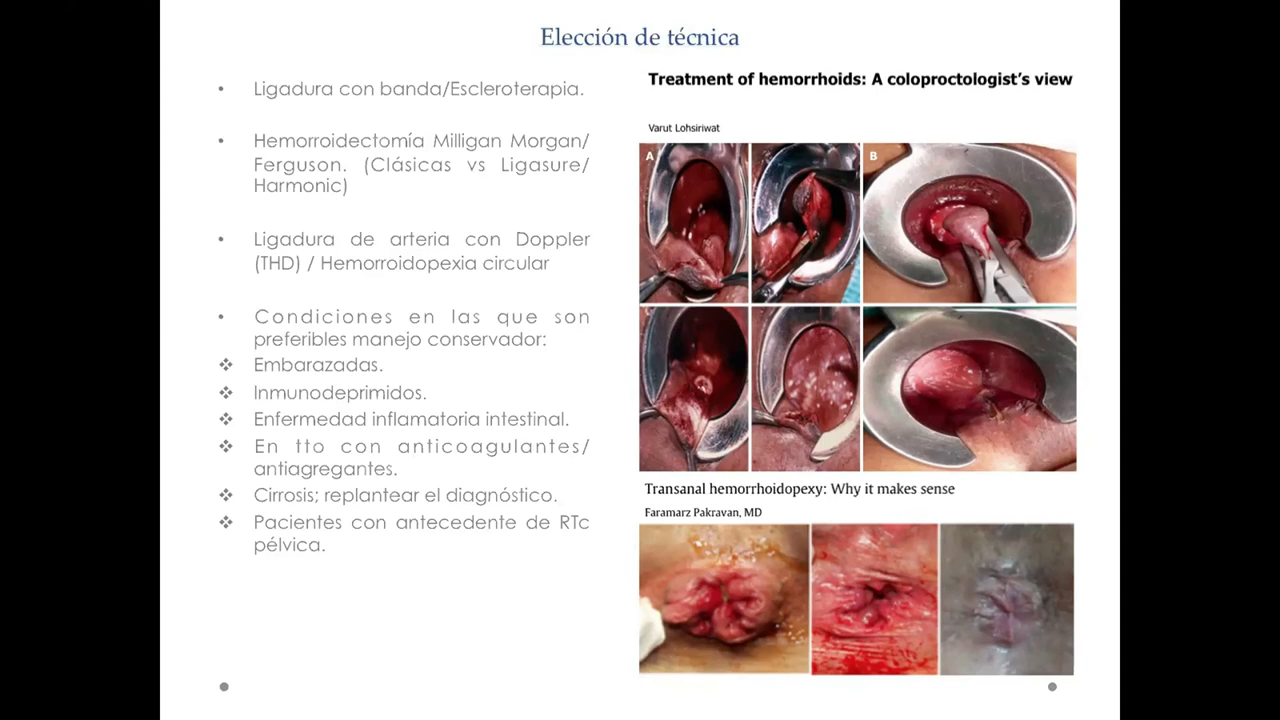 Elección de técnica
• Ligadura con banda/Escleroterapia.
• Hemorroidectomía Milligan Morgan/
Ferguson. (Clásicas vs Ligasure/
Harmonic)
• Ligadura de arteria con Doppler
(THD) / Hemorroidopexia circular
• Condiciones en las que son
preferibles manejo conservador:
❖ Embarazadas.
❖ Inmunodeprimidos.
❖ Enfermedad inflamatoria intestinal.
❖ En tto con anticoagulantes/
antiagregantes.
❖ Cirrosis; replantear el diagnóstico.
❖ Pacientes con antecedente de RTc
pélvica.
Treatment of hemorrhoids: A coloproctologist's view
Varut Lohsiriwat
A
B
Transanal hemorrhoidopexy: Why it makes sense
Faramarz Pakravan, MD